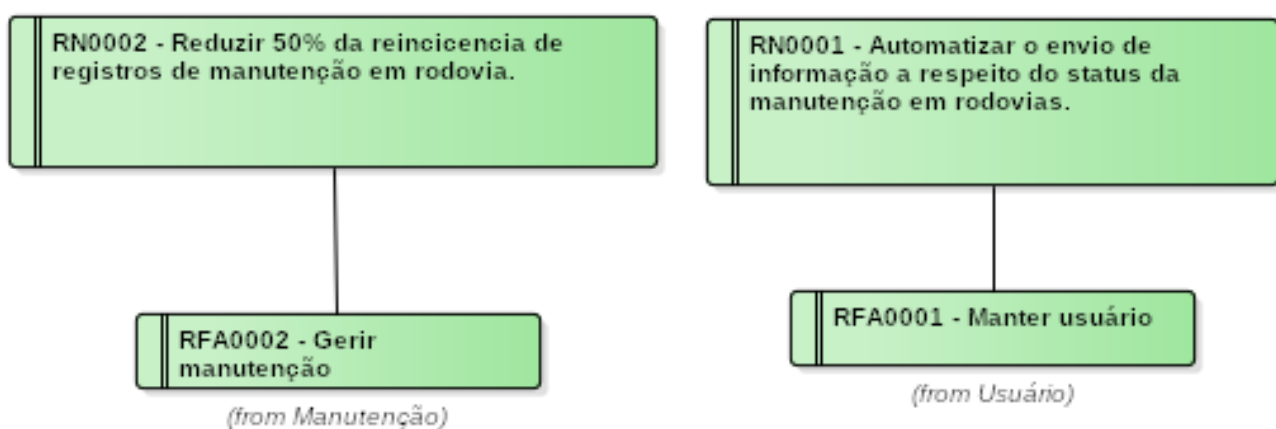 RN0002 - Reduzir 50% da reincicencia de
registros de manutenção em rodovia.
RN0001 - Automatizar o envio de
informação a respeito do status da
manutenção em rodovias.
RFA0002 - Gerir
manutenção
(from Manutenção)
RFA0001 - Manter usuário
(from Usuário)